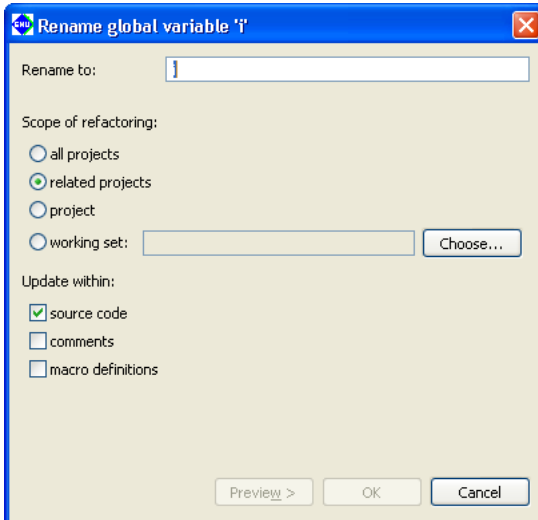 Rename global variable 'i'
Rename to: i
Scope of refactoring:
all projects
related projects
project
working set: Choose...
Update within:
source code
comments
macro definitions
Preview > OK Cancel